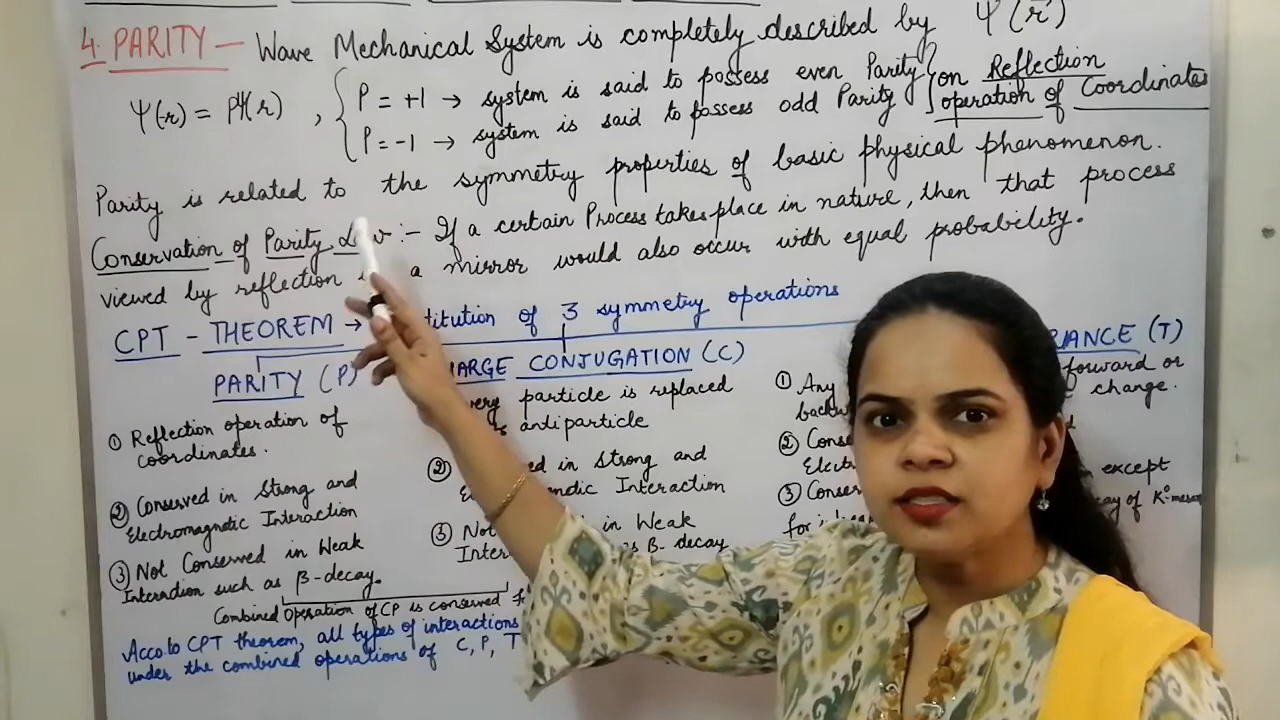 4. PARITY — Wave Mechanical System is completely described by ψ(r)
ψ(r) = Pψ(r) , { P = +1 → system is said to possess even Parity } on Reflection
P = -1 → system is said to possess odd Parity } operation of Coordinates
Parity is related to the symmetry properties of basic physical phenomenon.
Conservation of Parity :- If a certain Process takes place in nature, then that process
viewed by reflection a mirror would also occur with equal probability.
CPT - THEOREM → of 3 symmetry operations
PARITY (P) CONJUGATION (C) (T)
① Reflection operation of
coordinates.
② Conserved in Strong and
Electromagnetic Interaction
③ Not Conserved in Weak
Interaction such as β-decay.
particle is replaced
antiparticle
② in Strong and
Interaction
③ Not in Weak
β-decay
① Any forward or
change.
②
③ except
of K⁰-meson
Combined Operation of CP is conserved
Acco.to CPT theorem, all types of interactions
under the combined operations of C, P, T